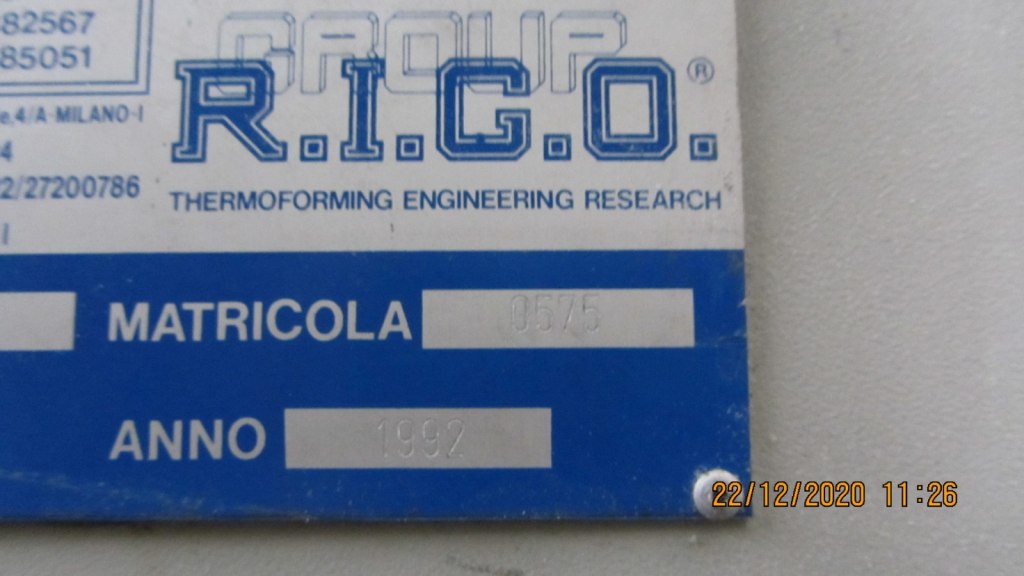 82567
85051
GROUP
R.I.G.O.®
e,4/A-MILANO-I
4
2/27200786
I
THERMOFORMING ENGINEERING RESEARCH
MATRICOLA 0575
ANNO 1992
22/12/2020 11:26